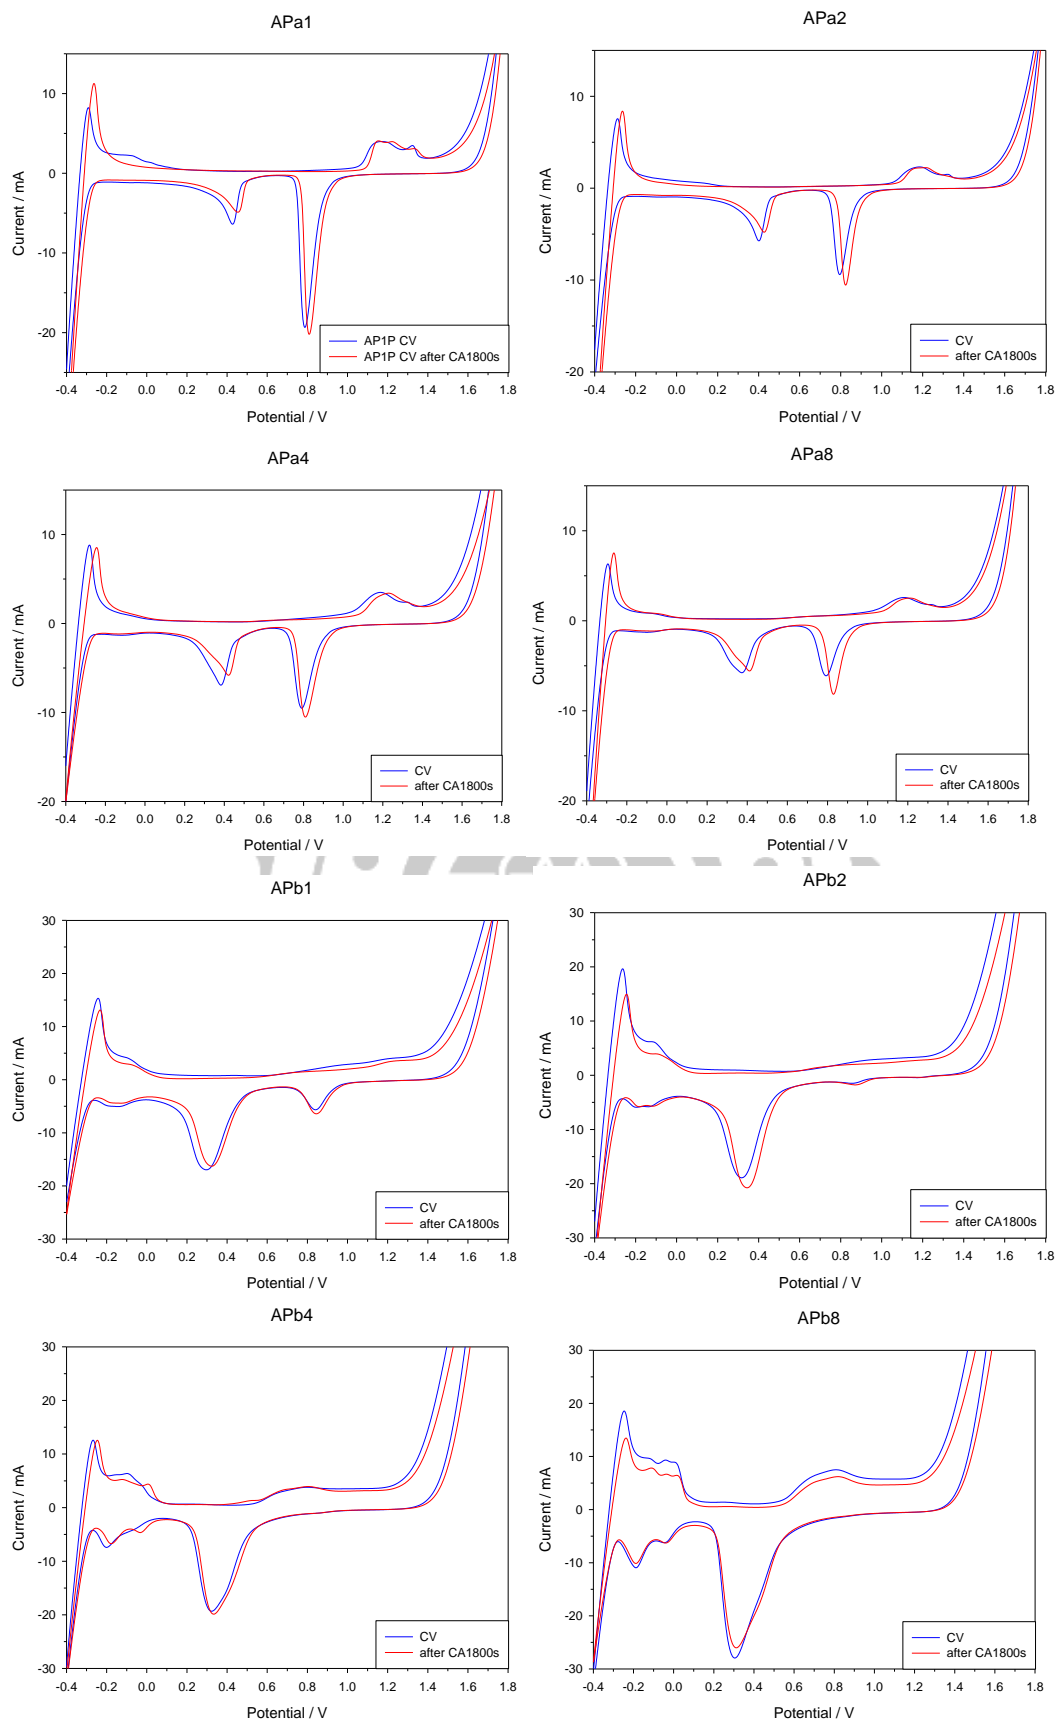 APa1
10
0
-10
-20
Current / mA
-0.4 -0.2 0.0 0.2 0.4 0.6 0.8 1.0 1.2 1.4 1.6 1.8
Potential / V
AP1P CV
AP1P CV after CA1800s
APa2
10
0
-10
-20
Current / mA
-0.4 -0.2 0.0 0.2 0.4 0.6 0.8 1.0 1.2 1.4 1.6 1.8
Potential / V
CV
after CA1800s
APa4
10
0
-10
-20
Current / mA
-0.4 -0.2 0.0 0.2 0.4 0.6 0.8 1.0 1.2 1.4 1.6 1.8
Potential / V
CV
after CA1800s
APa8
10
0
-10
-20
Current / mA
-0.4 -0.2 0.0 0.2 0.4 0.6 0.8 1.0 1.2 1.4 1.6 1.8
Potential / V
CV
after CA1800s
APb1
30
20
10
0
-10
-20
-30
Current / mA
-0.4 -0.2 0.0 0.2 0.4 0.6 0.8 1.0 1.2 1.4 1.6 1.8
Potential / V
CV
after CA1800s
APb2
30
20
10
0
-10
-20
-30
Current / mA
-0.4 -0.2 0.0 0.2 0.4 0.6 0.8 1.0 1.2 1.4 1.6 1.8
Potential / V
CV
after CA1800s
APb4
30
20
10
0
-10
-20
-30
Current / mA
-0.4 -0.2 0.0 0.2 0.4 0.6 0.8 1.0 1.2 1.4 1.6 1.8
Potential / V
CV
after CA1800s
APb8
30
20
10
0
-10
-20
-30
Current / mA
-0.4 -0.2 0.0 0.2 0.4 0.6 0.8 1.0 1.2 1.4 1.6 1.8
Potential / V
CV
after CA1800s